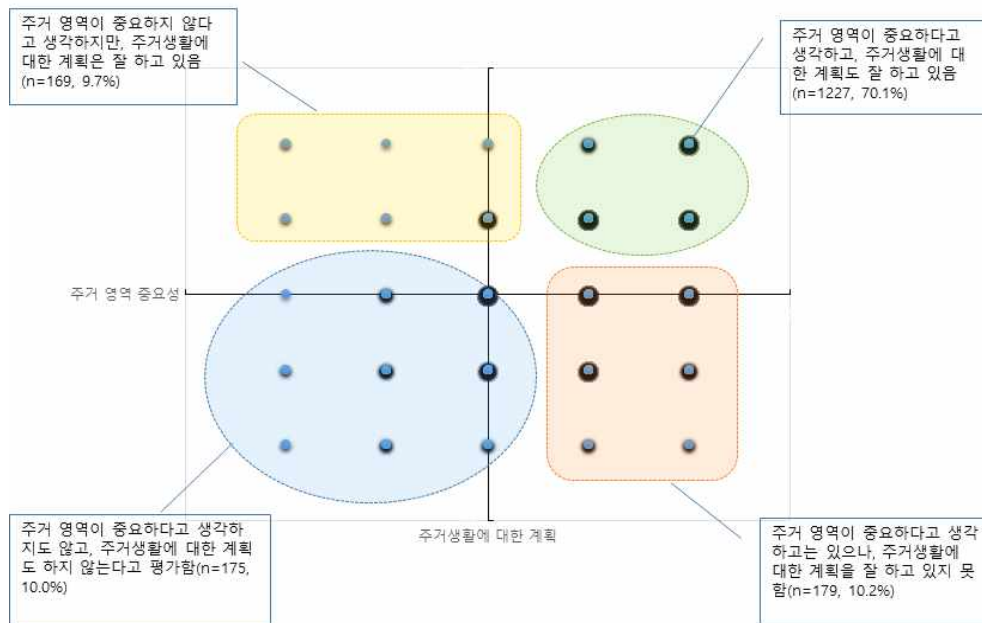 주거 영역이 중요하지 않다
고 생각하지만, 주거생활에
대한 계획은 잘 하고 있음
(n=169, 9.7%)
주거 영역이 중요하다고
생각하고, 주거생활에 대
한 계획도 잘 하고 있음
(n=1227, 70.1%)
주거 영역 중요성
주거생활에 대한 계획
주거 영역이 중요하다고 생각하
지도 않고, 주거생활에 대한 계획
도 하지 않는다고 평가함(n=175,
10.0%)
주거 영역이 중요하다고 생각
하고는 있으나, 주거생활에
대한 계획을 잘 하고 있지 못
함(n=179, 10.2%)